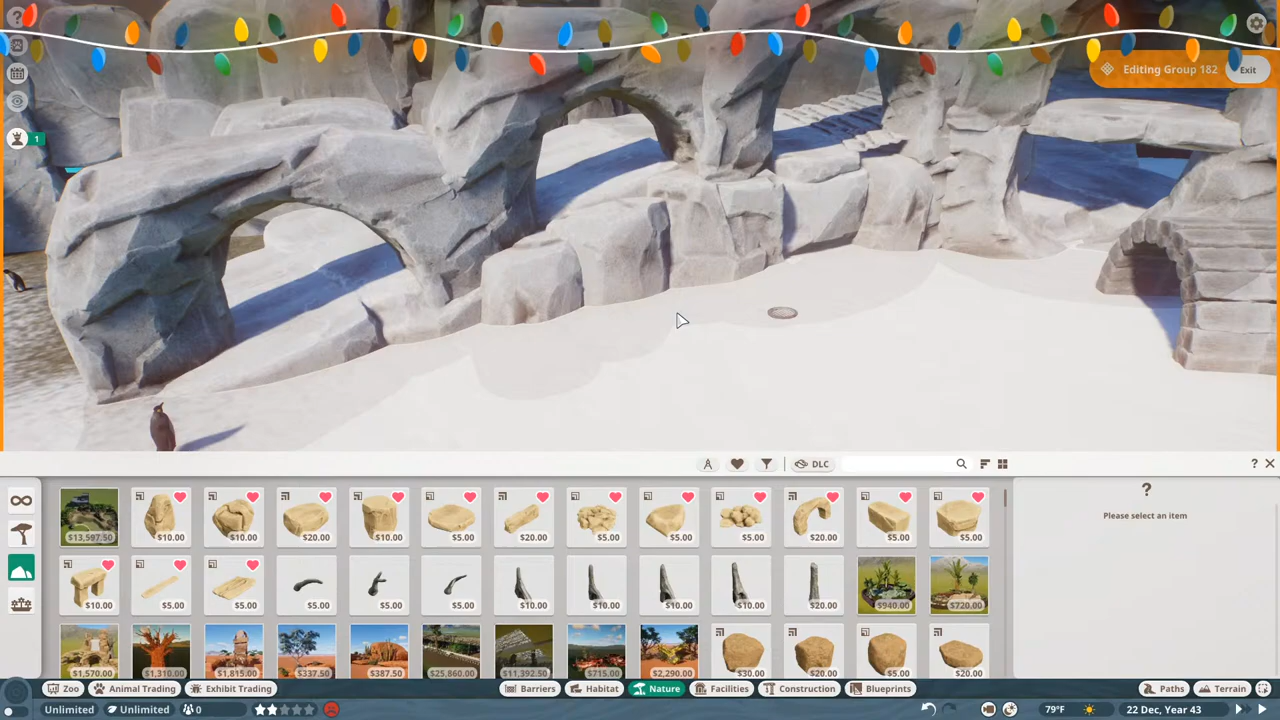 ?
Editing Group 182
Exit
1
DLC
?
$13,597.50
$10.00
$10.00
$20.00
$10.00
$5.00
$20.00
$5.00
$5.00
$5.00
$20.00
$5.00
$5.00
?
Please select an item
$10.00
$5.00
$5.00
$5.00
$5.00
$5.00
$10.00
$10.00
$10.00
$10.00
$20.00
$940.00
$720.00
$1,570.00
$1,310.00
$1,815.00
$337.50
$387.50
$25,860.00
$11,392.50
$715.00
$2,290.00
$30.00
$20.00
$5.00
$20.00
Zoo
Animal Trading
Exhibit Trading
Barriers
Habitat
Nature
Facilities
Construction
Blueprints
Paths
Terrain
Unlimited
Unlimited
0
79°F
22 Dec, Year 43